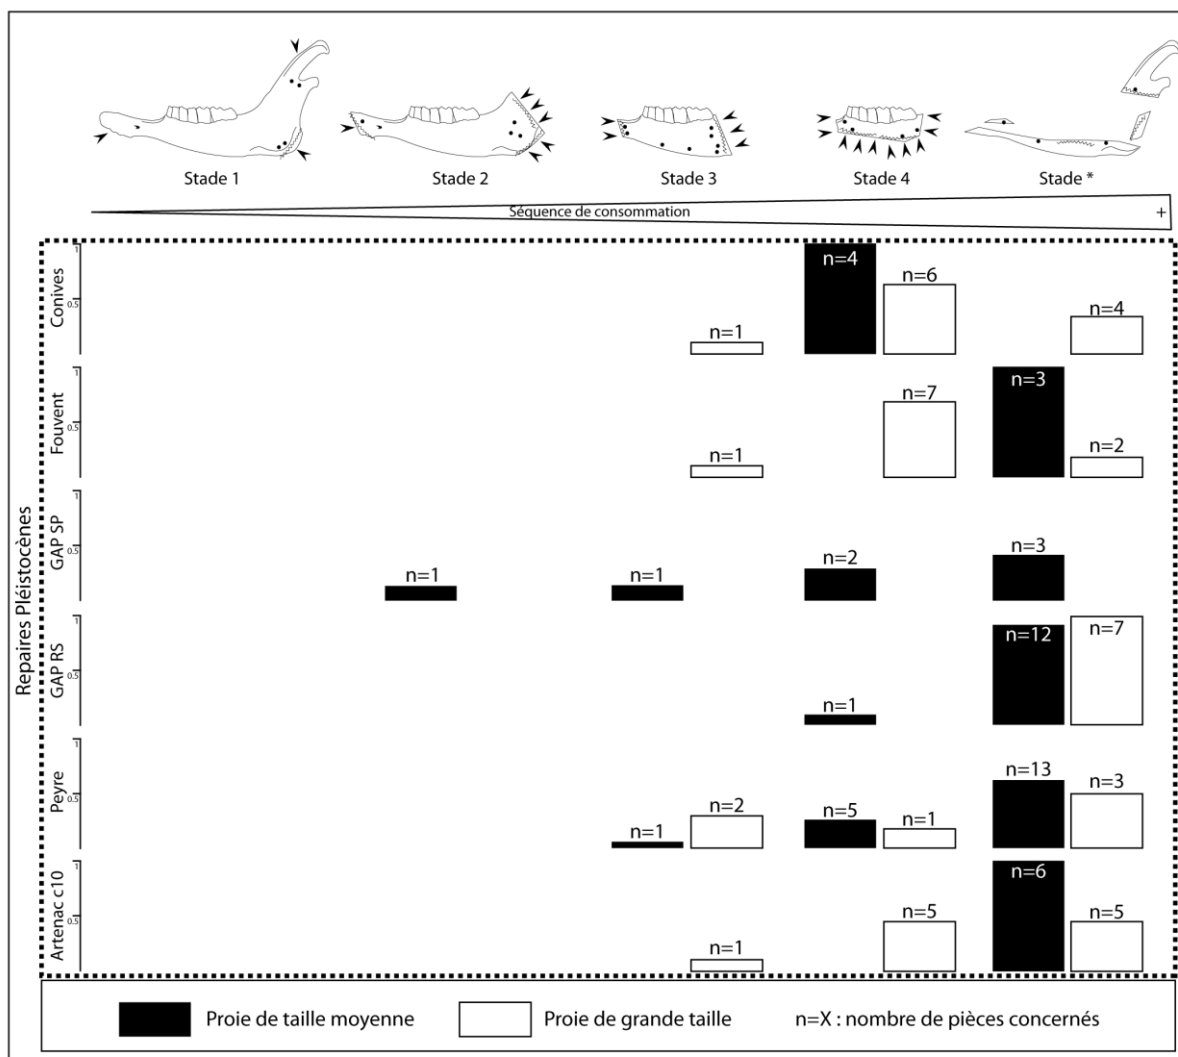 Stade 1 Stade 2 Stade 3 Stade 4 Stade *
Séquence de consommation +
Repaires Pléistocènes
Conives
1
0.5
n=1
n=4
n=6
n=4
Fouvent
1
0.5
n=1
n=7
n=3
n=2
GAP SP
1
0.5
n=1
n=1
n=2
n=3
GAP RS
1
0.5
n=1
n=12
n=7
Peyre
1
0.5
n=1
n=2
n=5
n=1
n=13
n=3
Artenac c10
1
0.5
n=1
n=5
n=6
n=5
Proie de taille moyenne Proie de grande taille n=X : nombre de pièces concernés